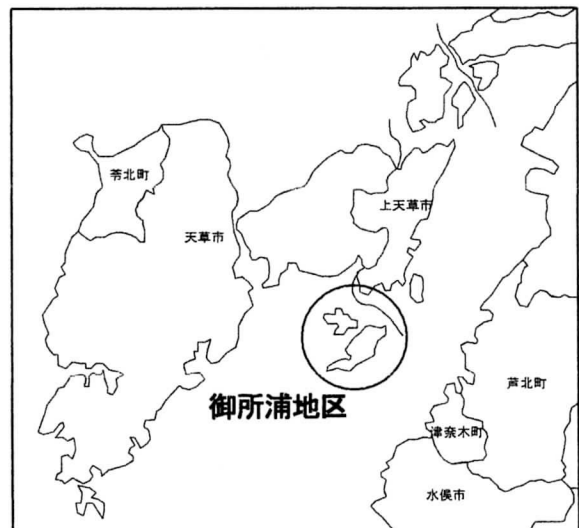 苓北町
上天草市
天草市
御所浦地区
芦北町
津奈木町
水俣市